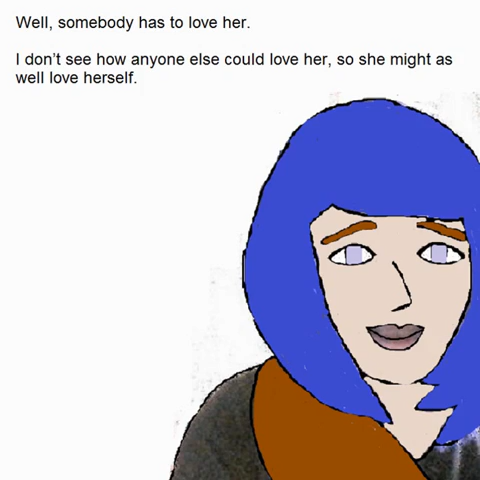 Well, somebody has to love her.
I don’t see how anyone else could love her, so she might as
well love herself.